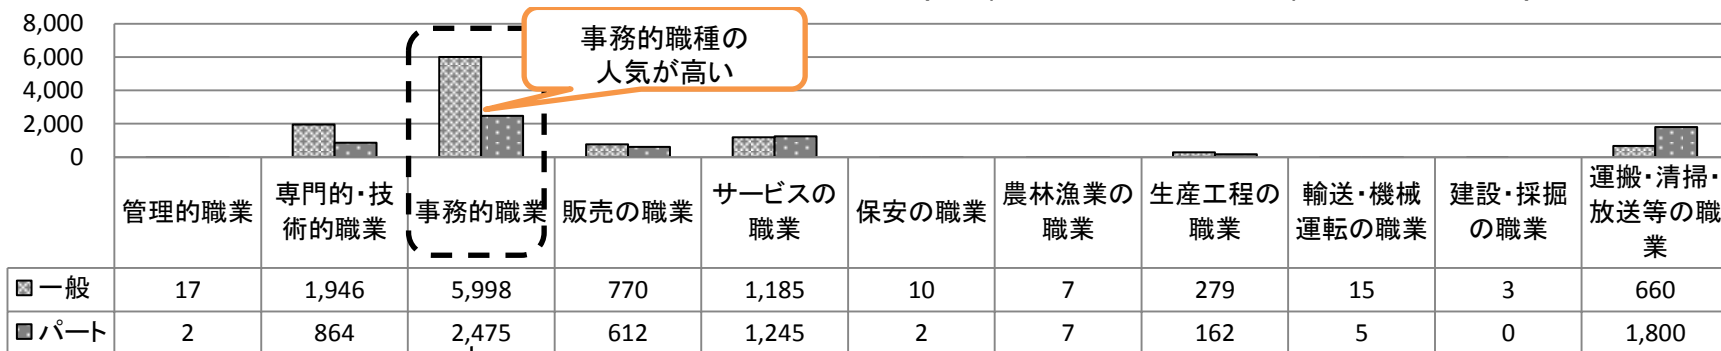 8,000
6,000
4,000
2,000
0
事務的職種の
人気が高い
管理的職業
専門的・技
術的職業
事務的職業
販売の職業
サービスの
職業
保安の職業
農林漁業の
職業
生産工程の
職業
輸送・機械
運転の職業
建設・採掘
の職業
運搬・清掃・
放送等の職
業
一般 17 1,946 5,998 770 1,185 10 7 279 15 3 660
パート 2 864 2,475 612 1,245 2 7 162 5 0 1,800